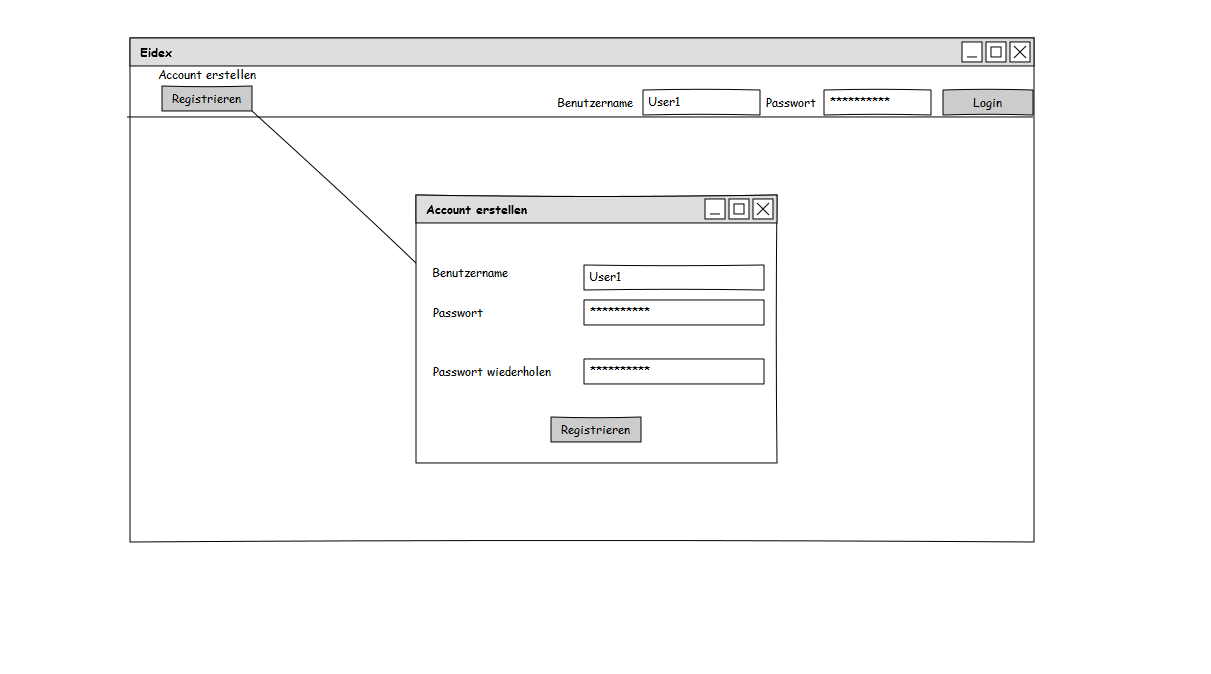 Eidex
Account erstellen
Registrieren
Benutzername User1 Passwort ********** Login
Account erstellen
Benutzername User1
Passwort **********
Passwort wiederholen **********
Registrieren